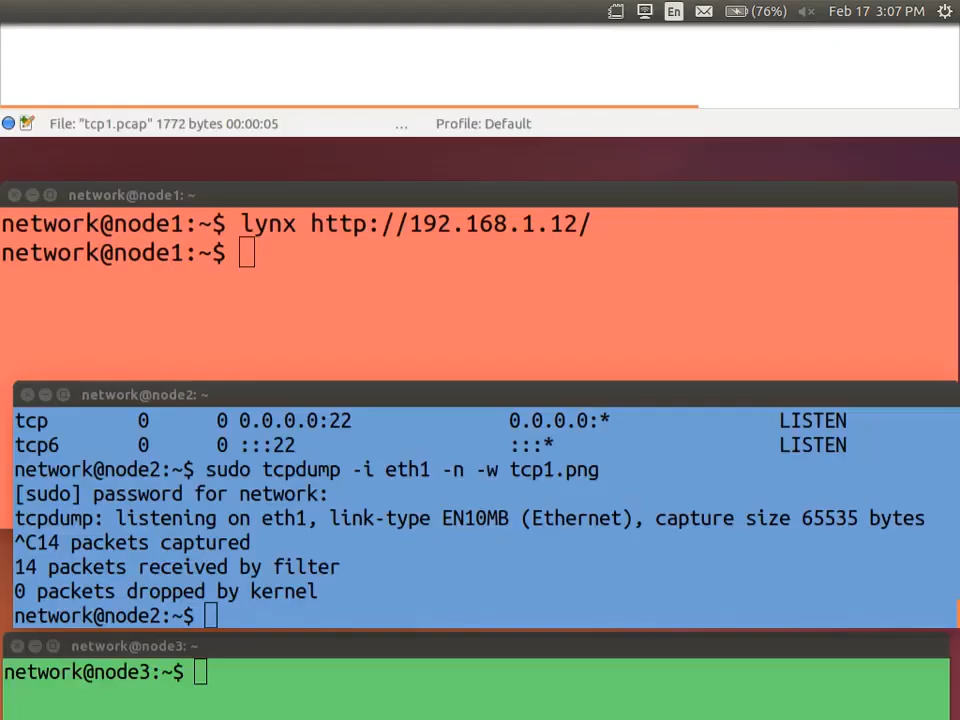 En (76%) Feb 17 3:07 PM
File: "tcp1.pcap" 1772 bytes 00:00:05 ... Profile: Default
network@node1: ~
network@node1:~$ lynx http://192.168.1.12/
network@node1:~$
network@node2: ~
tcp 0 0 0.0.0.0:22 0.0.0.0:* LISTEN
tcp6 0 0 :::22 :::* LISTEN
network@node2:~$ sudo tcpdump -i eth1 -n -w tcp1.png
[sudo] password for network:
tcpdump: listening on eth1, link-type EN10MB (Ethernet), capture size 65535 bytes
^C14 packets captured
14 packets received by filter
0 packets dropped by kernel
network@node2:~$
network@node3: ~
network@node3:~$